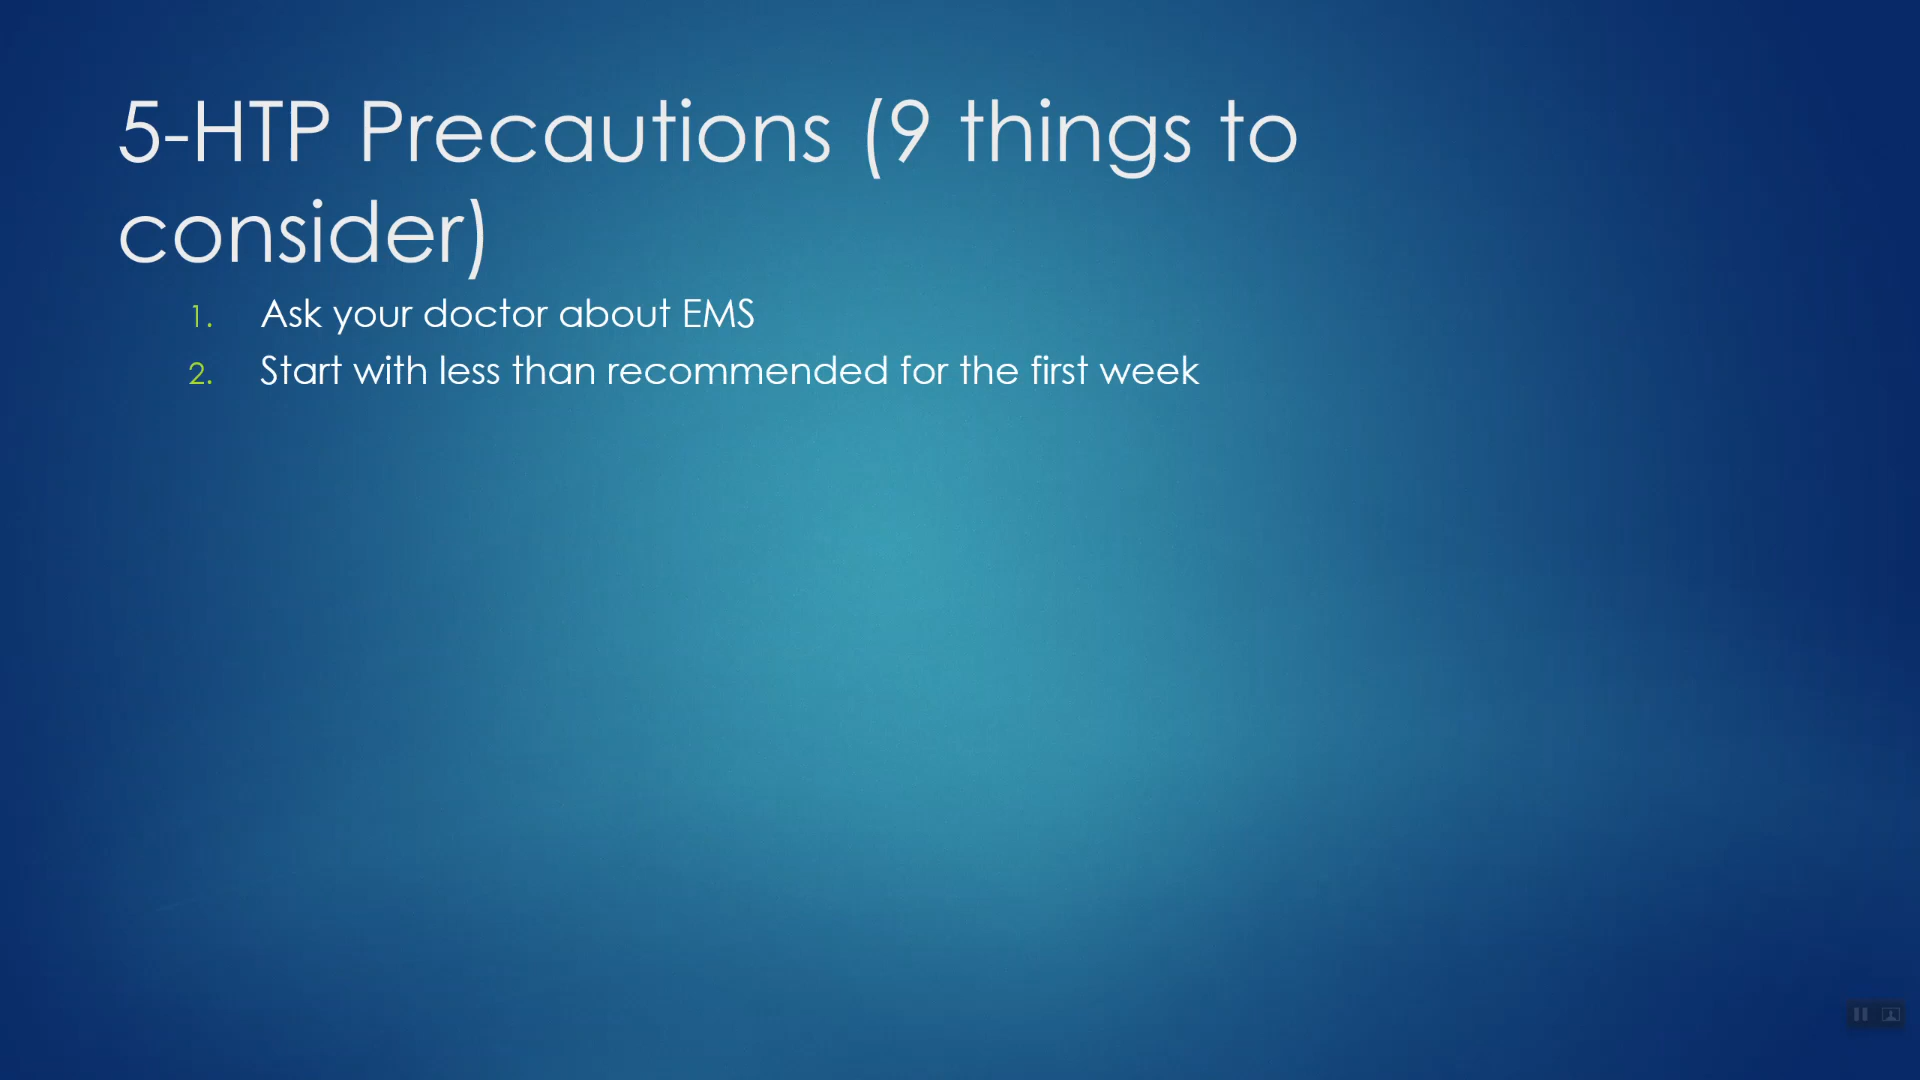 5-HTP Precautions (9 things to
consider)
1. Ask your doctor about EMS
2. Start with less than recommended for the first week